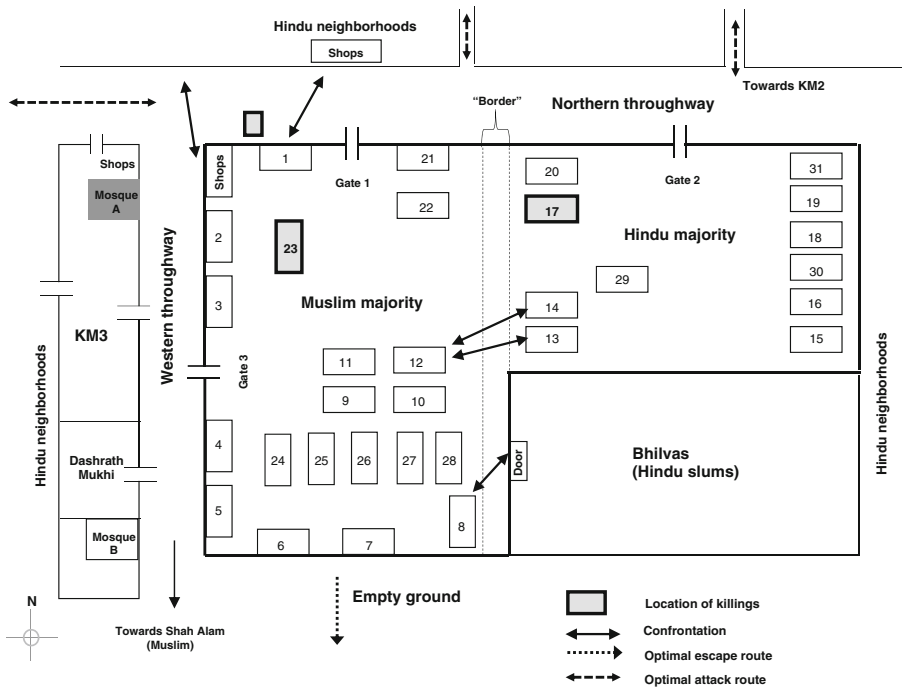 Hindu neighborhoods
Shops
Towards KM2
"Border"
Northern throughway
Shops
Mosque
A
Shops
1
Gate 1
21
22
20
17
Gate 2
31
19
18
30
16
15
Hindu majority
29
2
23
3
Muslim majority
14
13
Western throughway
KM3
Hindu neighborhoods
Gate 3
11
12
9
10
Hindu neighborhoods
4
24
25
26
27
28
Door
Bhilvas
(Hindu slums)
Dashrath
Mukhi
5
8
Mosque
B
6
7
N
Towards Shah Alam
(Muslim)
Empty ground
Location of killings
Confrontation
Optimal escape route
Optimal attack route